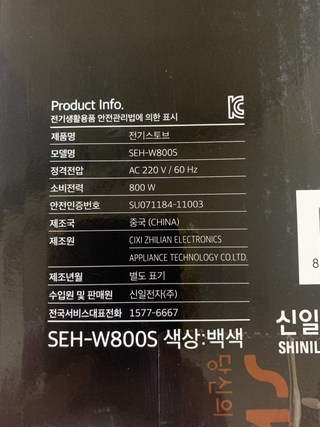 Product Info.
전기생활용품 안전관리법에 의한 표시
제품명 전기스토브
모델명 SEH-W800S
정격전압 AC 220 V / 60 Hz
소비전력 800 W
안전인증번호 SU071184-11003
제조국 중국 (CHINA)
제조원 CIXI ZHILIAN ELECTRONICS
APPLIANCE TECHNOLOGY CO.LTD.
제조년월 별도 표기
수입원 및 판매원 신일전자(주)
전국서비스대표전화 1577-6667
SEH-W800S 색상:백색
8
신일
SHINIL
당신의